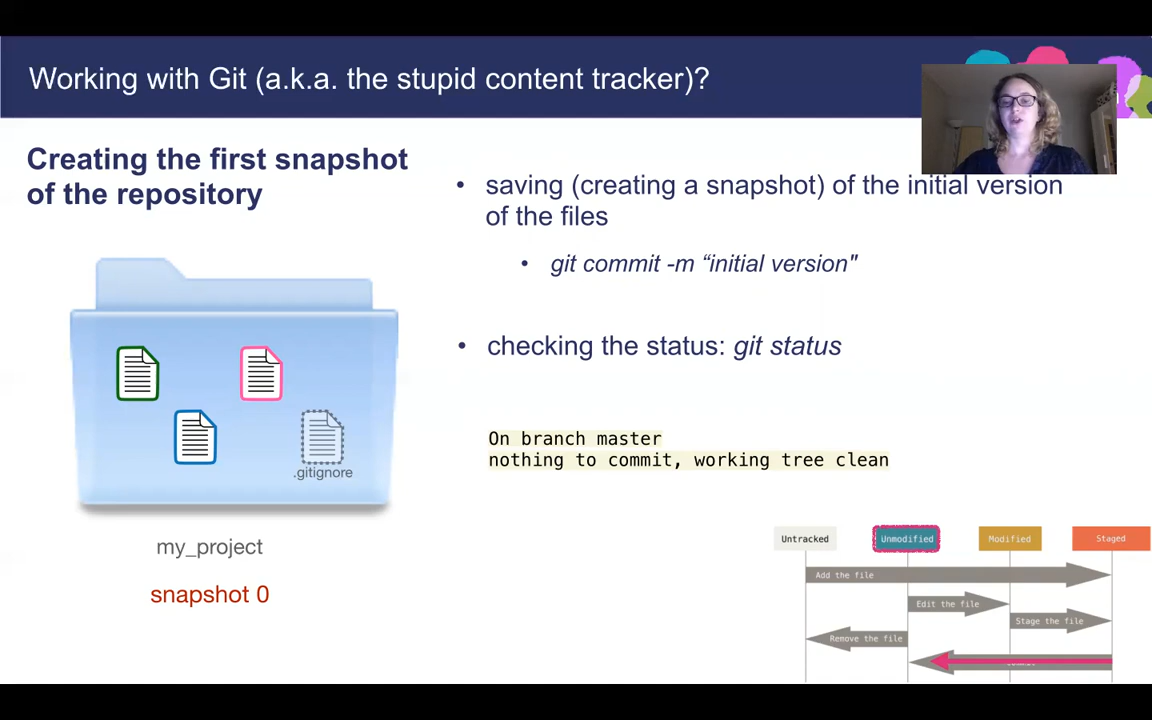 Working with Git (a.k.a. the stupid content tracker)?
Creating the first snapshot
of the repository
• saving (creating a snapshot) of the initial version
of the files
• git commit -m “initial version"
• checking the status: git status
On branch master
nothing to commit, working tree clean
.gitignore
my_project
snapshot 0
Untracked
Unmodified
Modified
Staged
Add the file
Edit the file
Stage the file
Remove the file